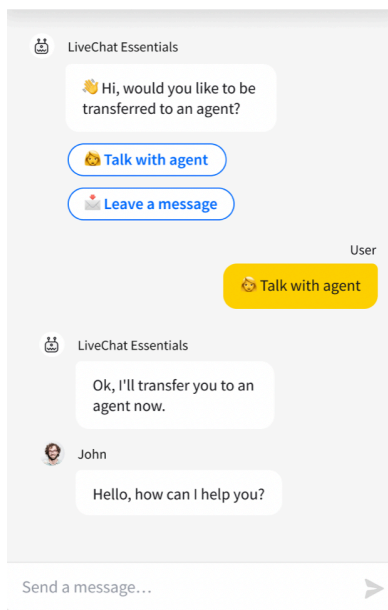 LiveChat Essentials
👋 Hi, would you like to be
transferred to an agent?
👩 Talk with agent
📩 Leave a message
User
👩 Talk with agent
LiveChat Essentials
Ok, I'll transfer you to an
agent now.
John
Hello, how can I help you?
Send a message...